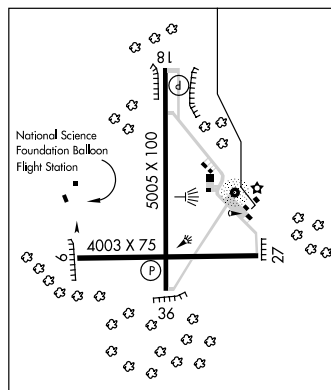 18
P
National Science
Foundation Balloon
Flight Station
5005 X 100
4003 X 75
9
27
P
36